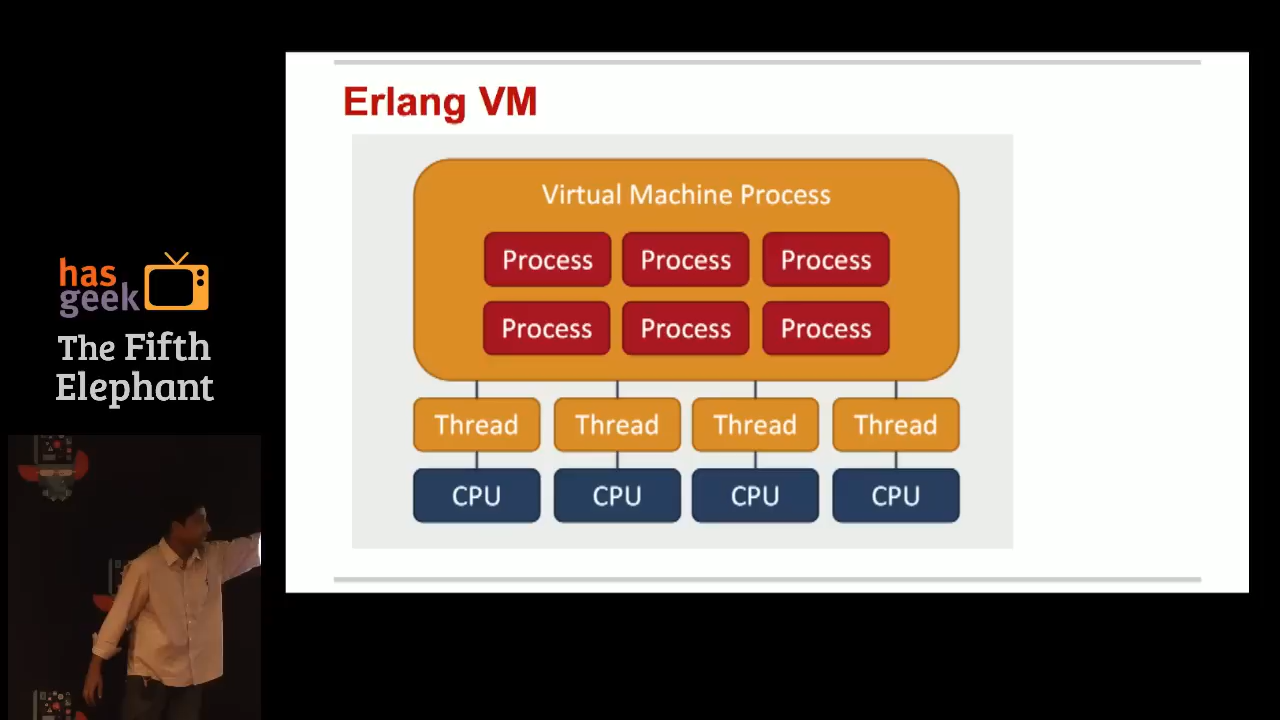 has
geek
The Fifth
Elephant
Erlang VM
Virtual Machine Process
Process Process Process
Process Process Process
Thread Thread Thread Thread
CPU CPU CPU CPU